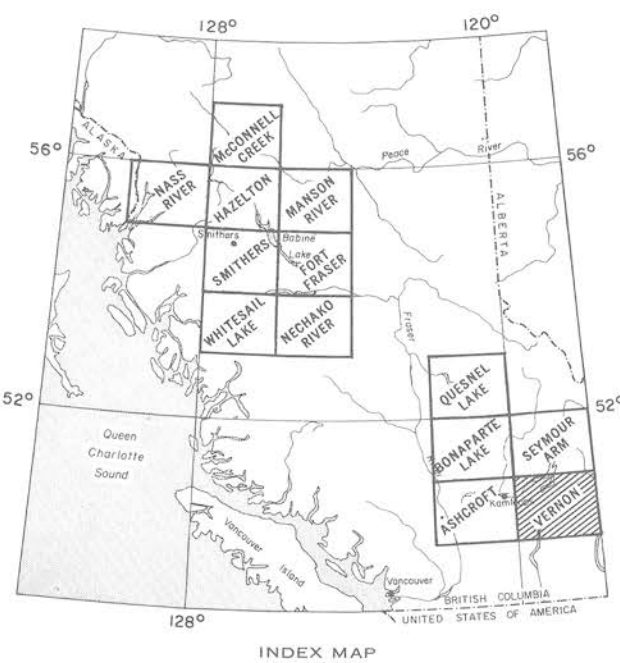 128°
120°
ALASKA
McCONNELL
CREEK
56°
Peace River
56°
NASS
RIVER
HAZELTON
MANSON
RIVER
ALBERTA
Smithers
Babine
Lake
SMITHERS
FORT
FRASER
WHITESAIL
LAKE
NECHAKO
RIVER
Fraser
QUESNEL
LAKE
52°
52°
Queen
Charlotte
Sound
BONAPARTE
LAKE
SEYMOUR
ARM
ASHCROFT
VERNON
Vancouver Island
Vancouver
BRITISH COLUMBIA
UNITED STATES OF AMERICA
128°
INDEX MAP